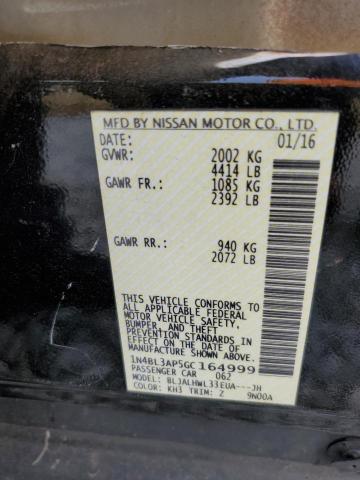 MFD BY NISSAN MOTOR CO., LTD.
DATE: 01/16
GVWR: 2002 KG
4414 LB
GAWR FR.: 1085 KG
2392 LB
GAWR RR.: 940 KG
2072 LB
THIS VEHICLE CONFORMS TO
ALL APPLICABLE FEDERAL
MOTOR VEHICLE SAFETY,
BUMPER, AND THEFT
PREVENTION STANDARDS IN
EFFECT ON THE DATE OF
MANUFACTURE SHOWN ABOVE.
1N4BL3AP5GC164999
PASSENGER CAR 062
MODEL: BLJALHWL33EUA---JH
COLOR: KH3 TRIM: Z 9N00A